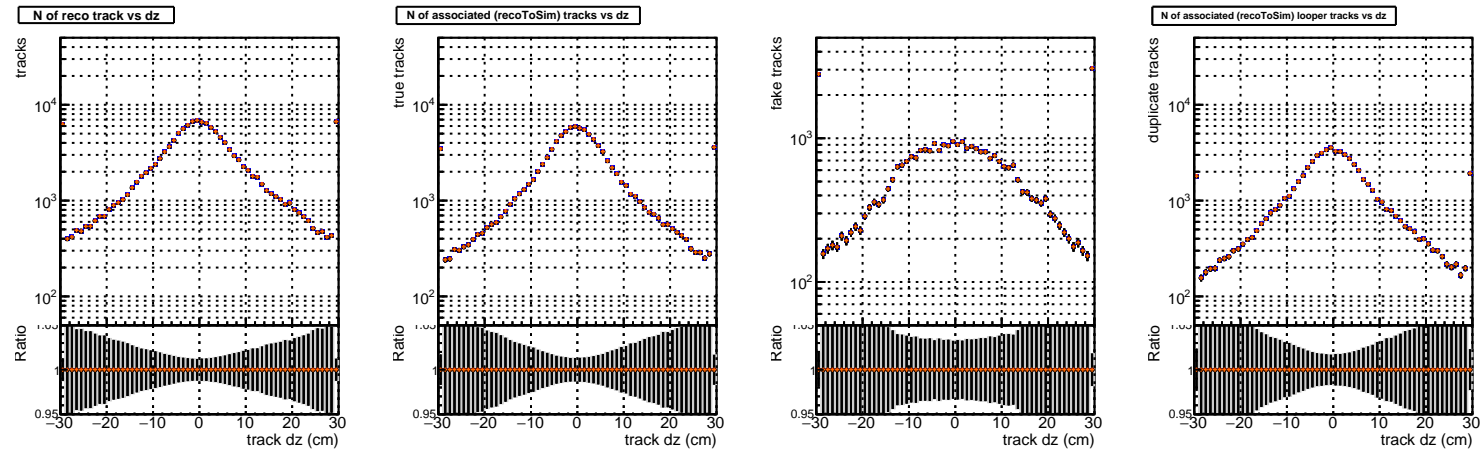 N of reco track vs dz
tracks
10⁴
10³
10²
Ratio
1
0.95
−30 −20 −10 0 10 20 30
track dz (cm)
N of associated (recoToSim) tracks vs dz
true tracks
10⁴
10³
10²
Ratio
1
0.95
−30 −20 −10 0 10 20 30
track dz (cm)
fake tracks
10³
10²
Ratio
1
0.95
−30 −20 −10 0 10 20 30
track dz (cm)
N of associated (recoToSim) looper tracks vs dz
duplicate tracks
10⁴
10³
10²
Ratio
1
0.95
−30 −20 −10 0 10 20 30
track dz (cm)